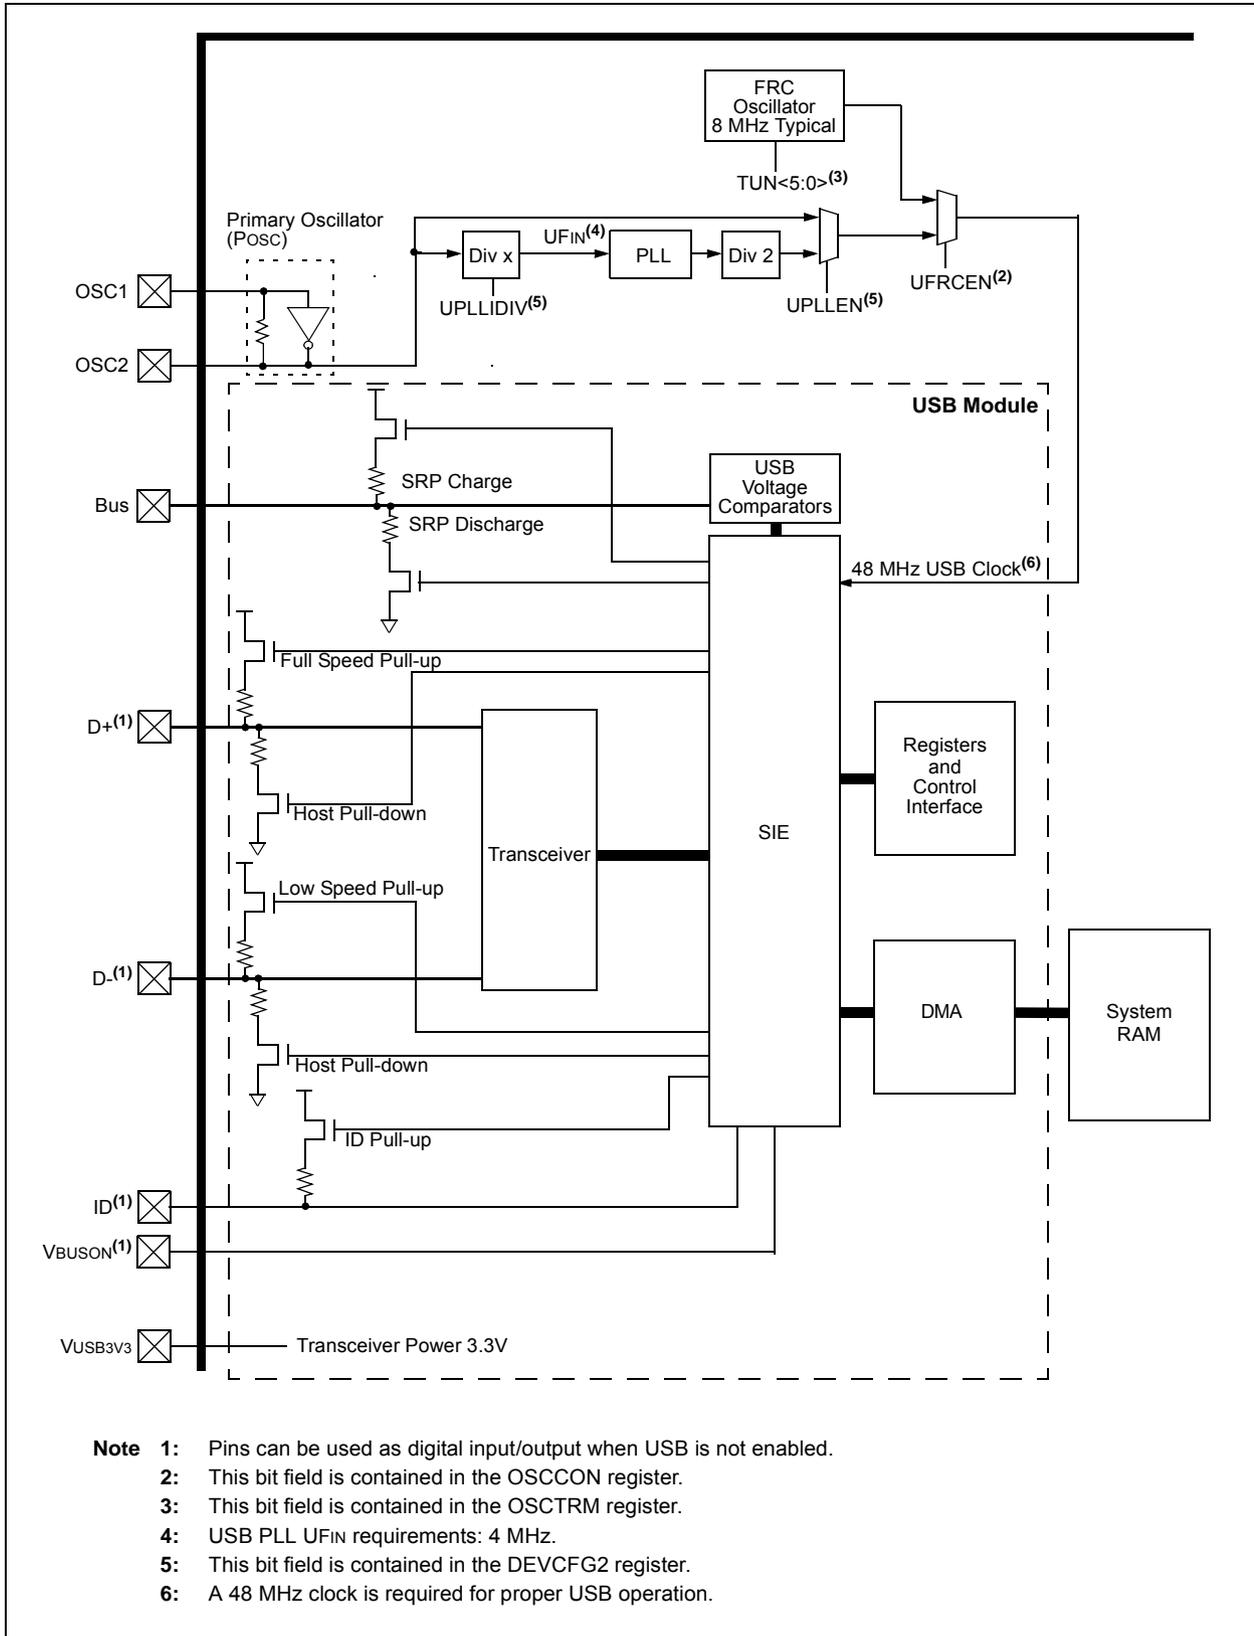 FRC
Oscillator
8 MHz Typical
TUN<5:0>(3)
Primary Oscillator
(POSC)
UFIN(4)
Div x
PLL
Div 2
UPLLIDIV(5)
UPLLEN(5)
UFRCEN(2)
OSC1
OSC2
USB Module
USB
Voltage
Comparators
SRP Charge
Bus
SRP Discharge
48 MHz USB Clock(6)
Full Speed Pull-up
D+(1)
Registers
and
Control
Interface
Host Pull-down
SIE
Transceiver
Low Speed Pull-up
D-(1)
DMA
System
RAM
Host Pull-down
ID Pull-up
ID(1)
VBUSON(1)
VUSB3V3
Transceiver Power 3.3V
Note 1: Pins can be used as digital input/output when USB is not enabled.
2: This bit field is contained in the OSCCON register.
3: This bit field is contained in the OSCTRM register.
4: USB PLL UFIN requirements: 4 MHz.
5: This bit field is contained in the DEVCFG2 register.
6: A 48 MHz clock is required for proper USB operation.